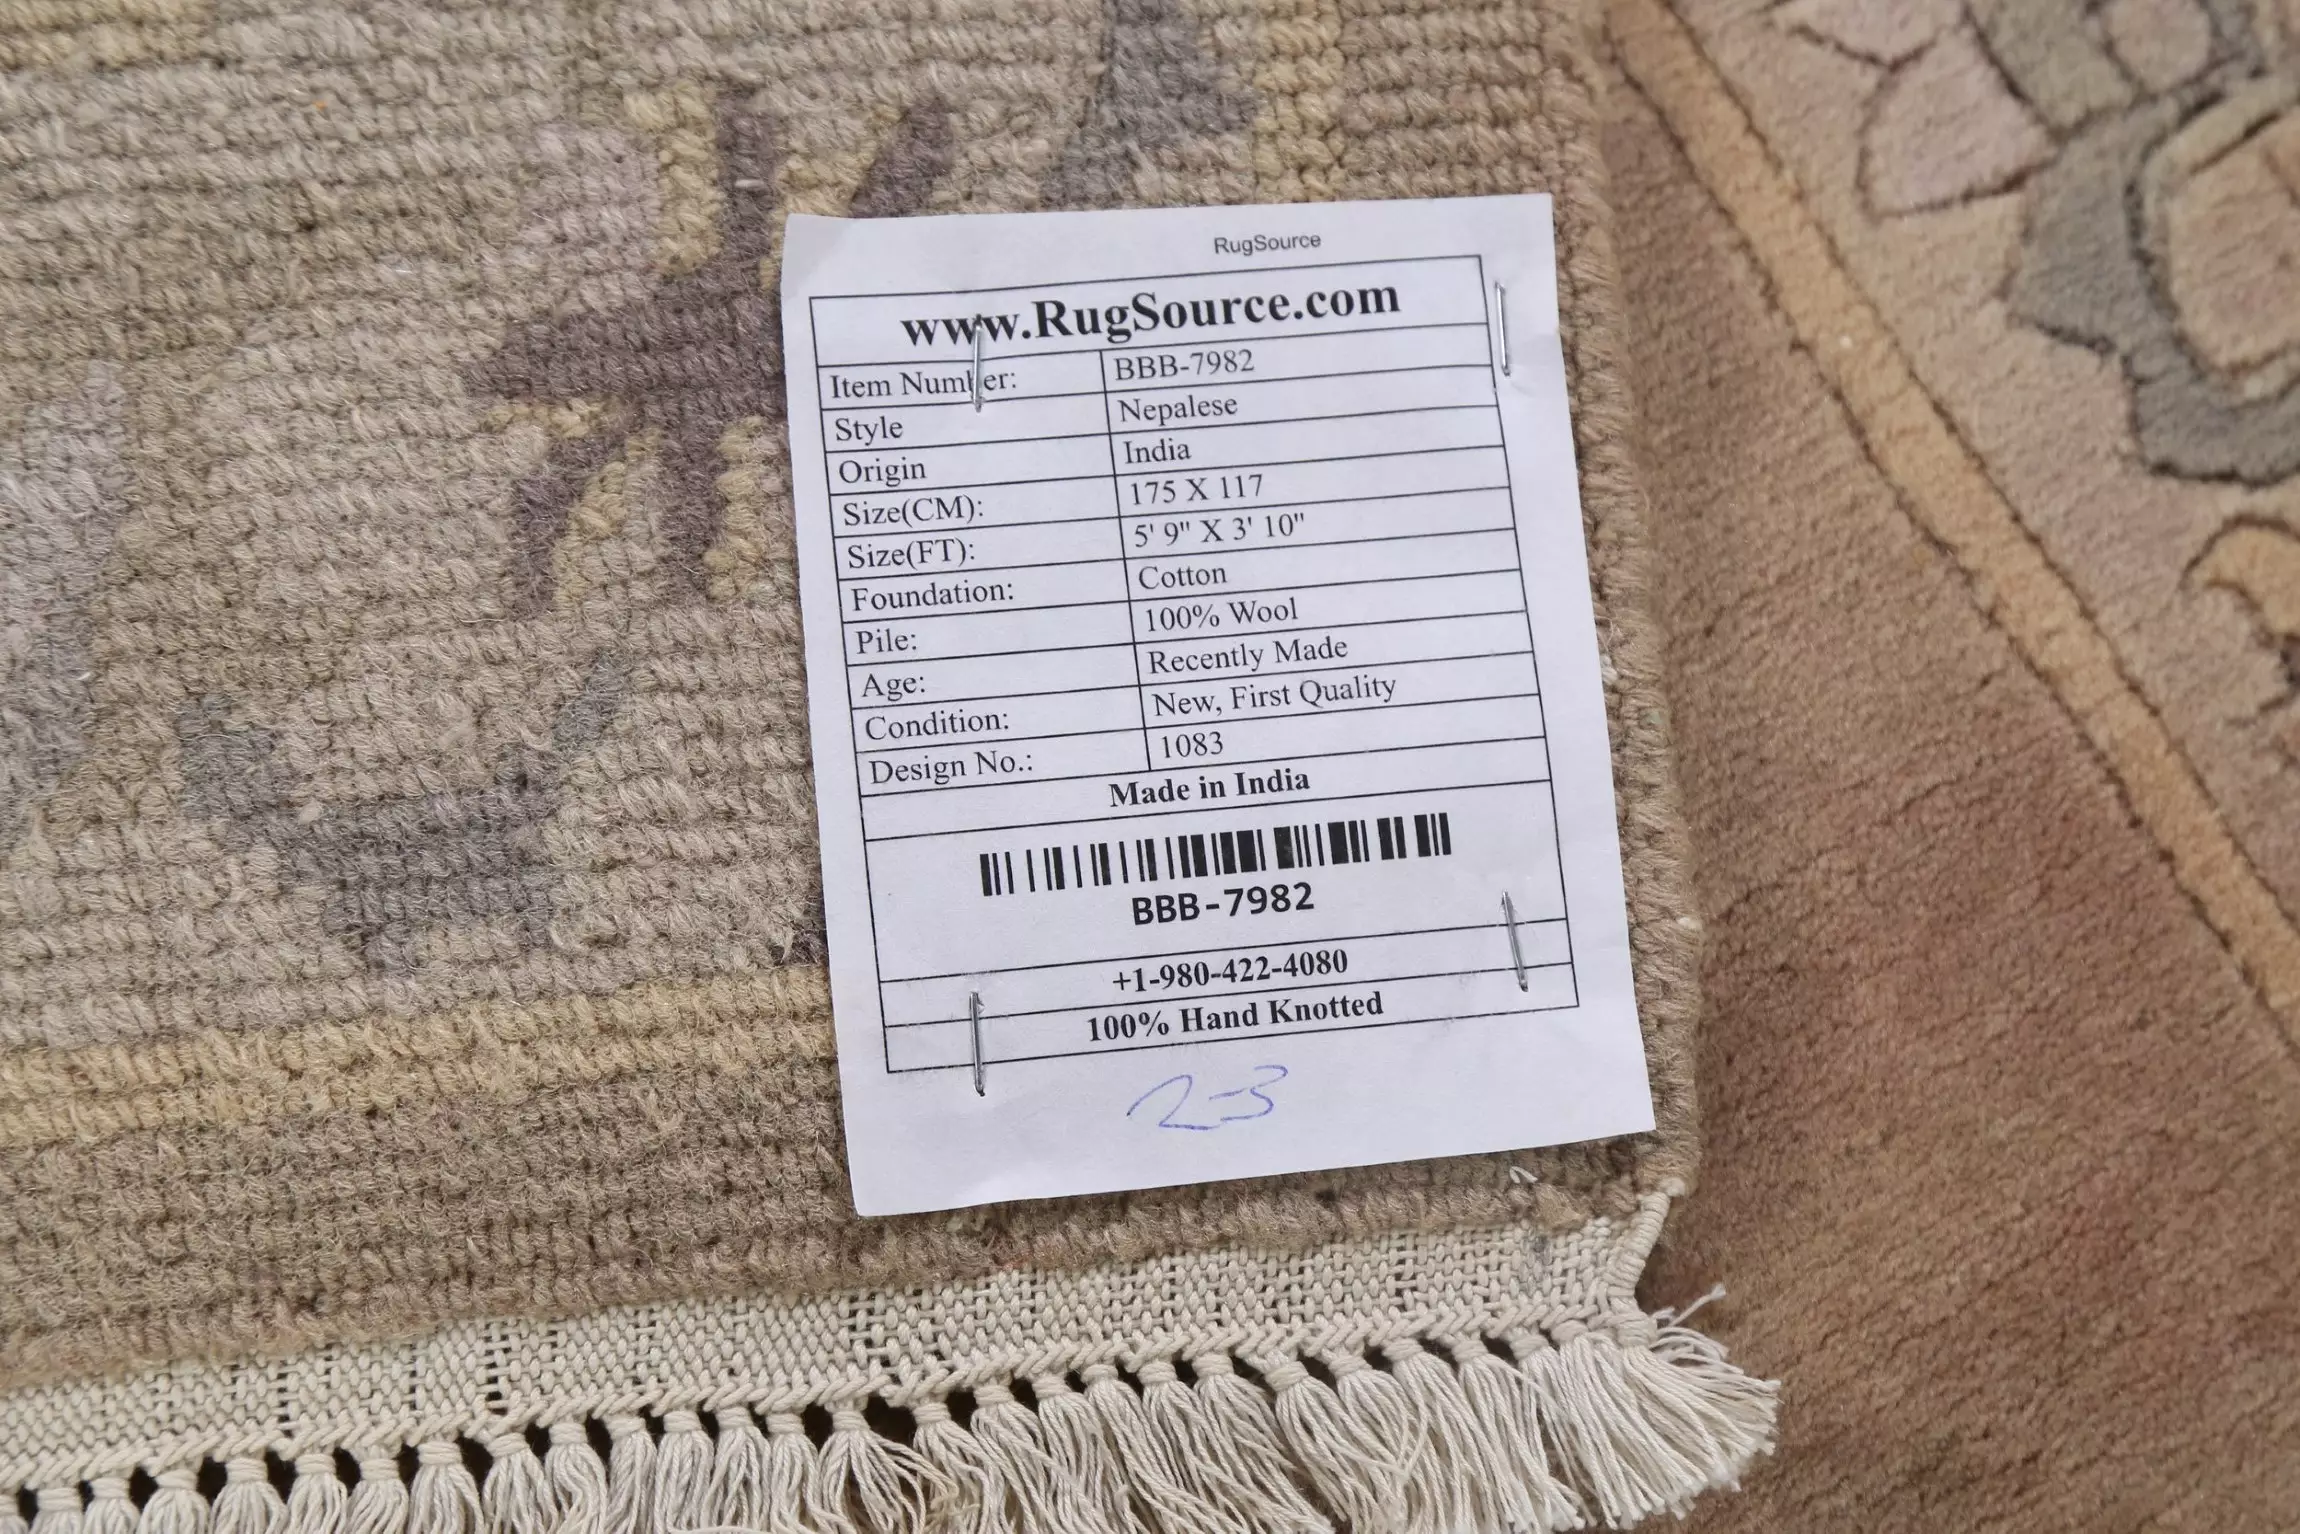 RugSource
www.RugSource.com
Item Number: BBB-7982
Style Nepalese
Origin India
Size(CM): 175 X 117
Size(FT): 5' 9" X 3' 10"
Foundation: Cotton
Pile: 100% Wool
Age: Recently Made
Condition: New, First Quality
Design No.: 1083
Made in India
BBB-7982
+1-980-422-4080
100% Hand Knotted
2-3